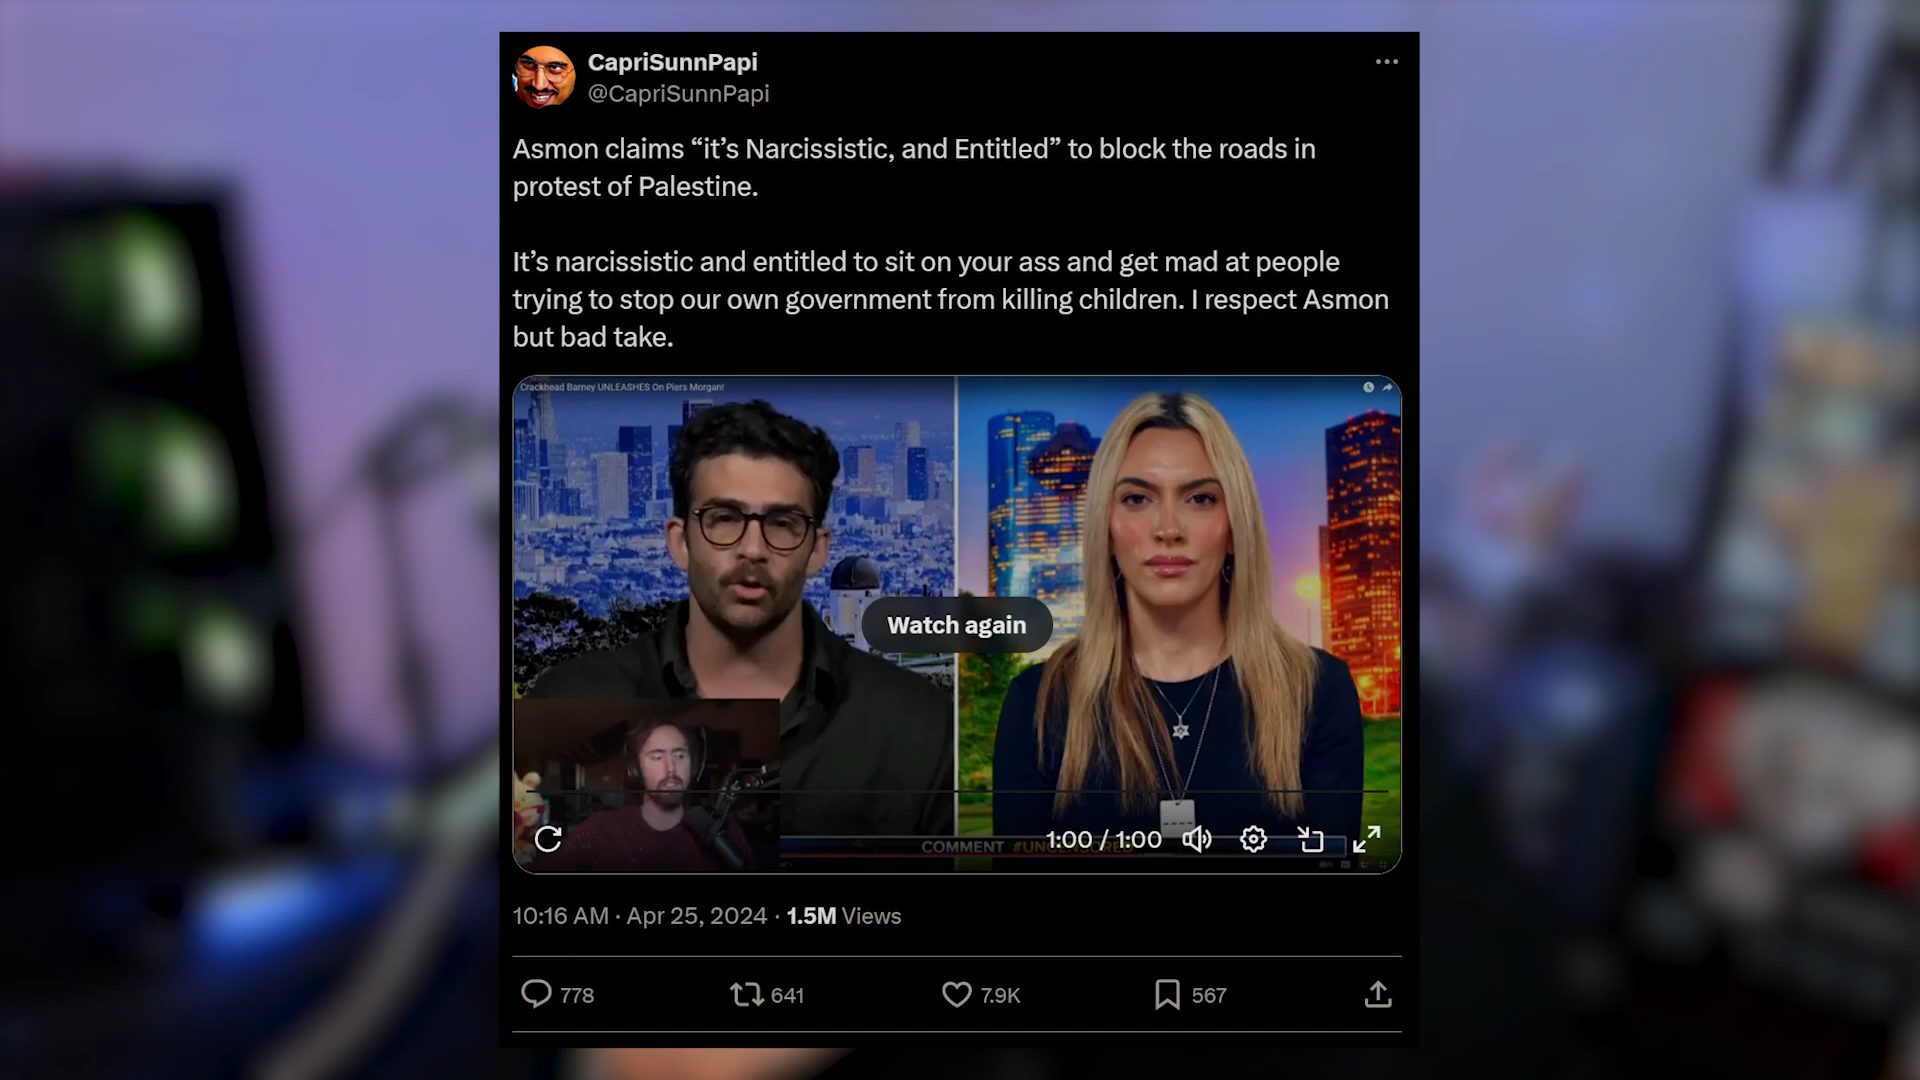 CapriSunnPapi
@CapriSunnPapi
Asmon claims “it’s Narcissistic, and Entitled” to block the roads in
protest of Palestine.
It’s narcissistic and entitled to sit on your ass and get mad at people
trying to stop our own government from killing children. I respect Asmon
but bad take.
Crackhead Barney UNLEASHES On Piers Morgan!
Watch again
1:00 / 1:00
COMMENT #UNCENSORED
10:16 AM · Apr 25, 2024 · 1.5M Views
778 641 7.9K 567